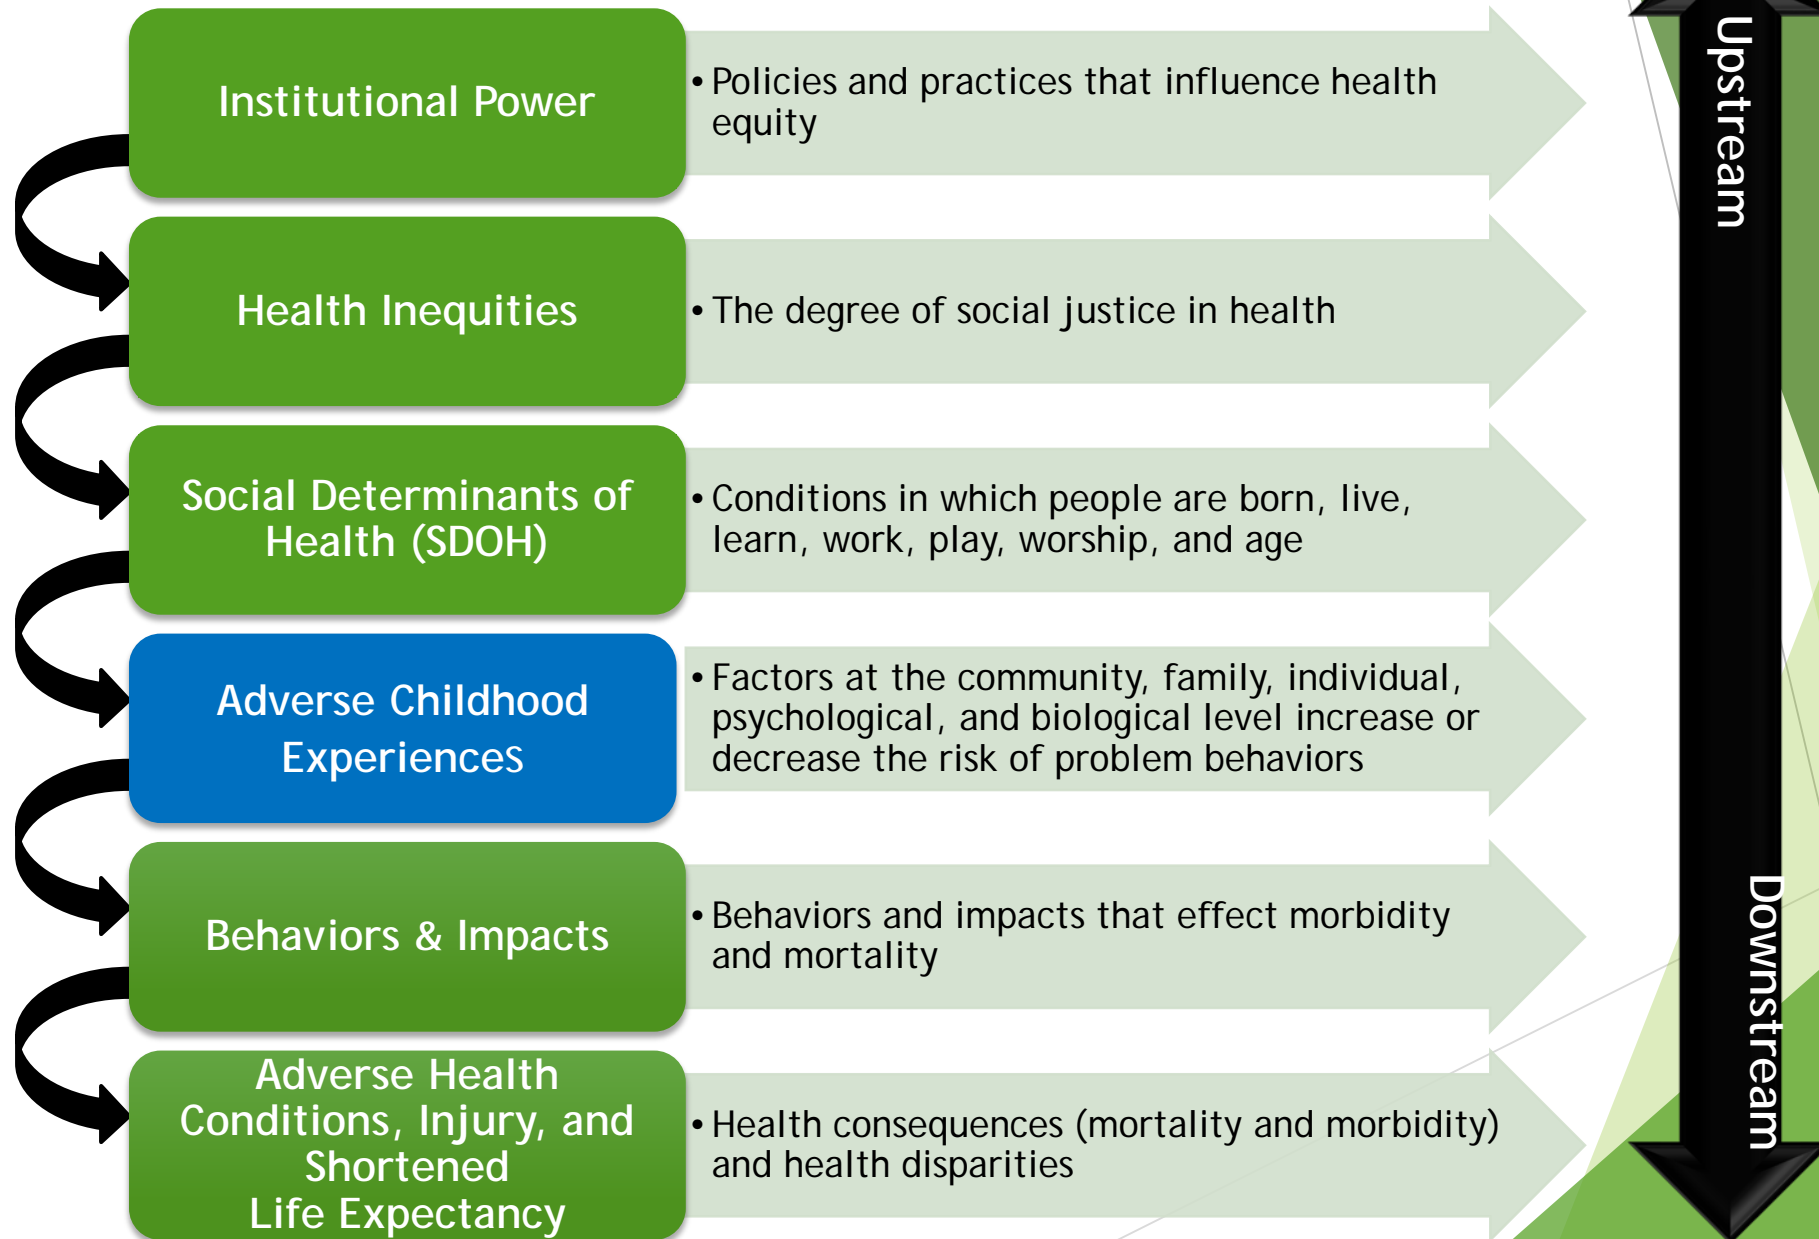 Institutional Power
• Policies and practices that influence health
equity
Health Inequities
• The degree of social justice in health
Social Determinants of
Health (SDOH)
• Conditions in which people are born, live,
learn, work, play, worship, and age
Adverse Childhood
Experiences
• Factors at the community, family, individual,
psychological, and biological level increase or
decrease the risk of problem behaviors
Behaviors & Impacts
• Behaviors and impacts that effect morbidity
and mortality
Adverse Health
Conditions, Injury, and
Shortened
Life Expectancy
• Health consequences (mortality and morbidity)
and health disparities
Upstream
Downstream